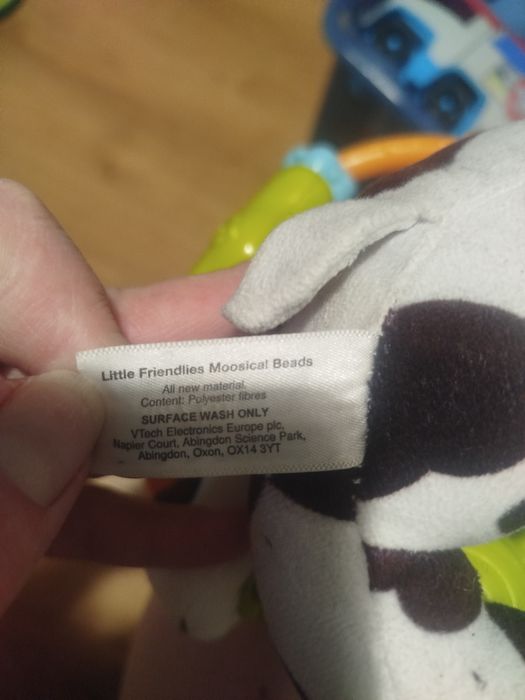 Little Friendlies Moosical Beads
All new material.
Content: Polyester fibres
SURFACE WASH ONLY
VTech Electronics Europe plc,
Napier Court, Abingdon Science Park,
Abingdon, Oxon, OX14 3YT